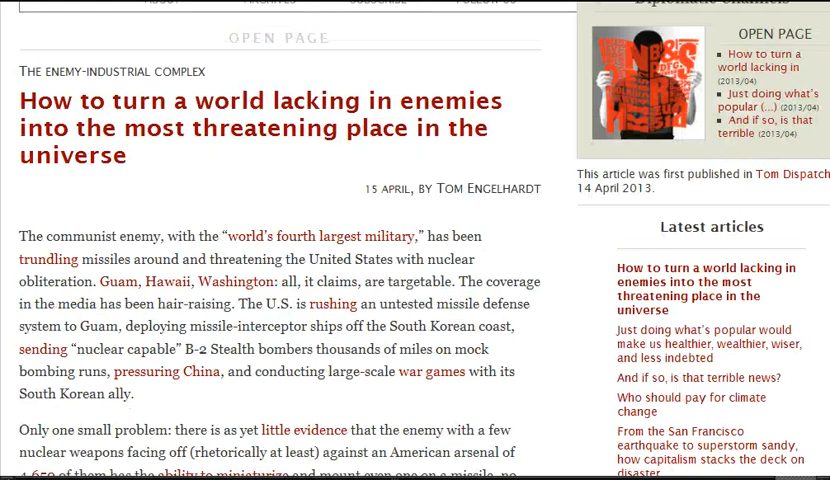 OPEN PAGE
THE ENEMY-INDUSTRIAL COMPLEX
How to turn a world lacking in enemies
into the most threatening place in the
universe
15 APRIL, BY TOM ENGELHARDT
The communist enemy, with the “world’s fourth largest military,” has been
trundling missiles around and threatening the United States with nuclear
obliteration. Guam, Hawaii, Washington: all, it claims, are targetable. The coverage
in the media has been hair-raising. The U.S. is rushing an untested missile defense
system to Guam, deploying missile-interceptor ships off the South Korean coast,
sending “nuclear capable” B-2 Stealth bombers thousands of miles on mock
bombing runs, pressuring China, and conducting large-scale war games with its
South Korean ally.
Only one small problem: there is as yet little evidence that the enemy with a few
nuclear weapons facing off (rhetorically at least) against an American arsenal of
4,650 of them has the ability to miniaturize and mount even one on a missile, no
Diplomatic Channels
OPEN PAGE
How to turn a
world lacking in
(2013/04)
Just doing what’s
popular (...) (2013/04)
And if so, is that
terrible (2013/04)
This article was first published in Tom Dispatch
14 April 2013.
Latest articles
How to turn a world lacking in
enemies into the most
threatening place in the
universe
Just doing what’s popular would
make us healthier, wealthier, wiser,
and less indebted
And if so, is that terrible news?
Who should pay for climate
change
From the San Francisco
earthquake to superstorm sandy,
how capitalism stacks the deck on
disaster